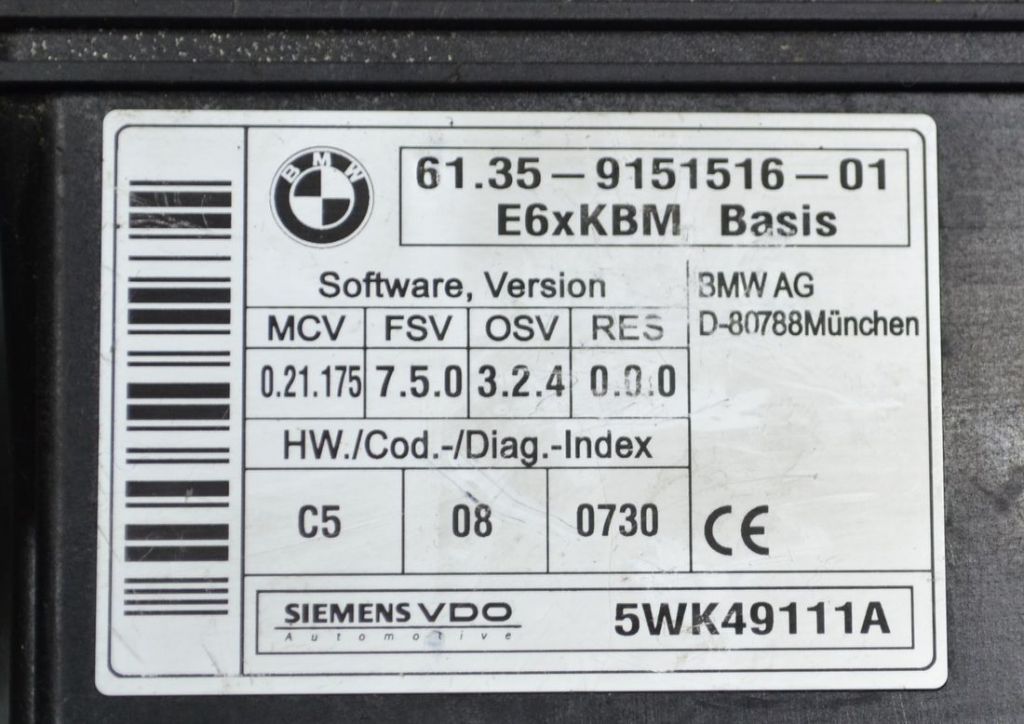 BMW
61.35-9151516-01
E6xKBM Basis
Software, Version
BMW AG
D-80788München
MCV FSV OSV RES
0.21.175 7.5.0 3.2.4 0.0.0
HW./Cod.-/Diag.-Index
C5 08 0730
CE
SIEMENS VDO
Automotive
5WK49111A